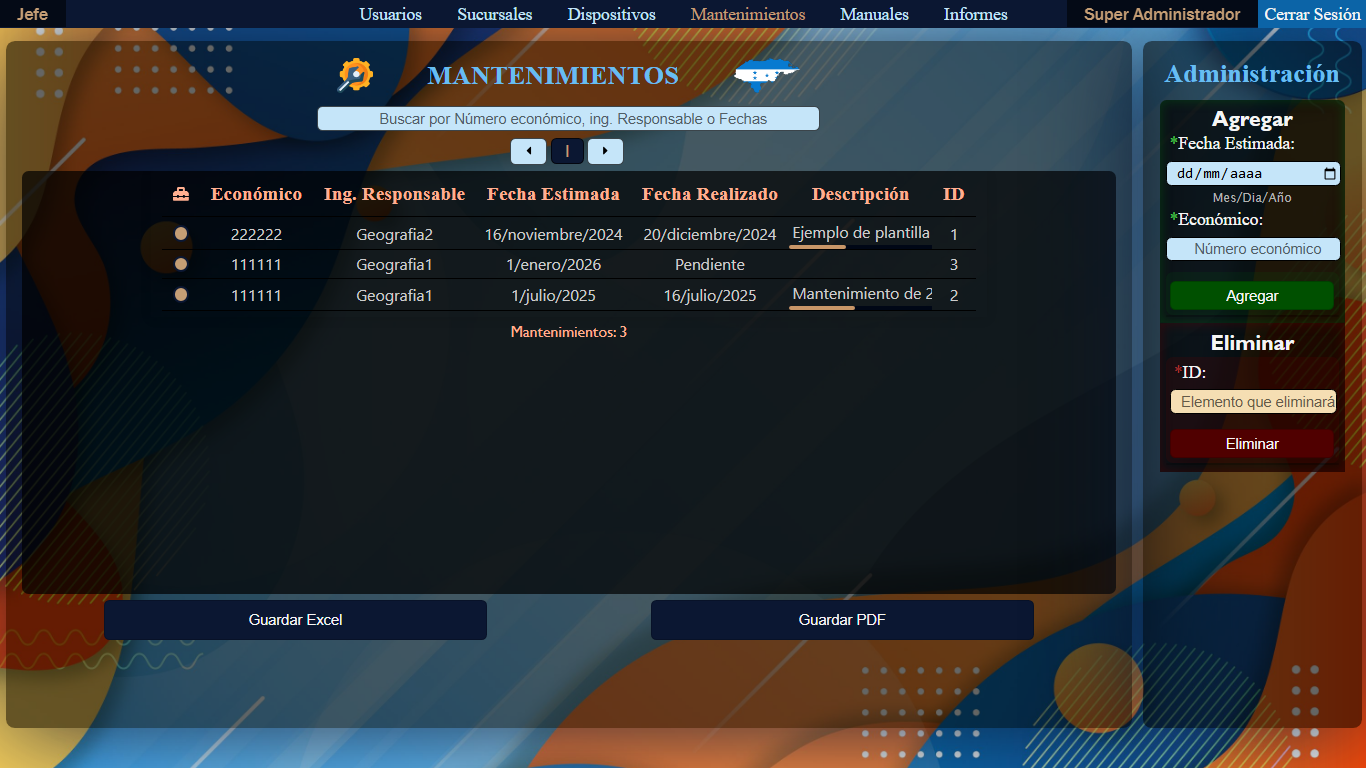 Jefe Usuarios Sucursales Dispositivos Mantenimientos Manuales Informes Super Administrador Cerrar Sesión
MANTENIMIENTOS
Buscar por Número económico, ing. Responsable o Fechas
1
Económico Ing. Responsable Fecha Estimada Fecha Realizado Descripción ID
222222 Geografia2 16/noviembre/2024 20/diciembre/2024 Ejemplo de plantilla 1
111111 Geografia1 1/enero/2026 Pendiente 3
111111 Geografia1 1/julio/2025 16/julio/2025 Mantenimiento de 2 2
Mantenimientos: 3
Guardar Excel Guardar PDF
Administración
Agregar
*Fecha Estimada:
dd/mm/aaaa
Mes/Dia/Año
*Económico:
Número económico
Agregar
Eliminar
*ID:
Elemento que eliminará
Eliminar